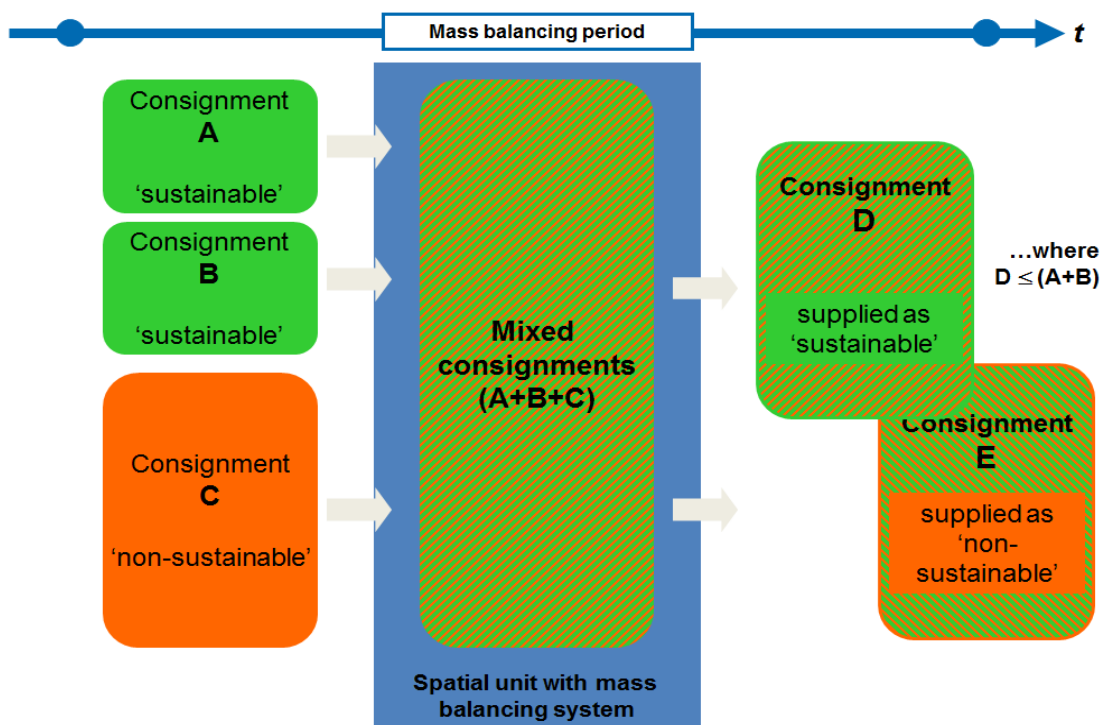 Mass balancing period
t
Consignment
A
‘sustainable’
Consignment
B
‘sustainable’
Consignment
C
‘non-sustainable’
Mixed
consignments
(A+B+C)
Spatial unit with mass
balancing system
Consignment
D
supplied as
‘sustainable’
…where
D ≤ (A+B)
Consignment
E
supplied as
‘non-
sustainable’